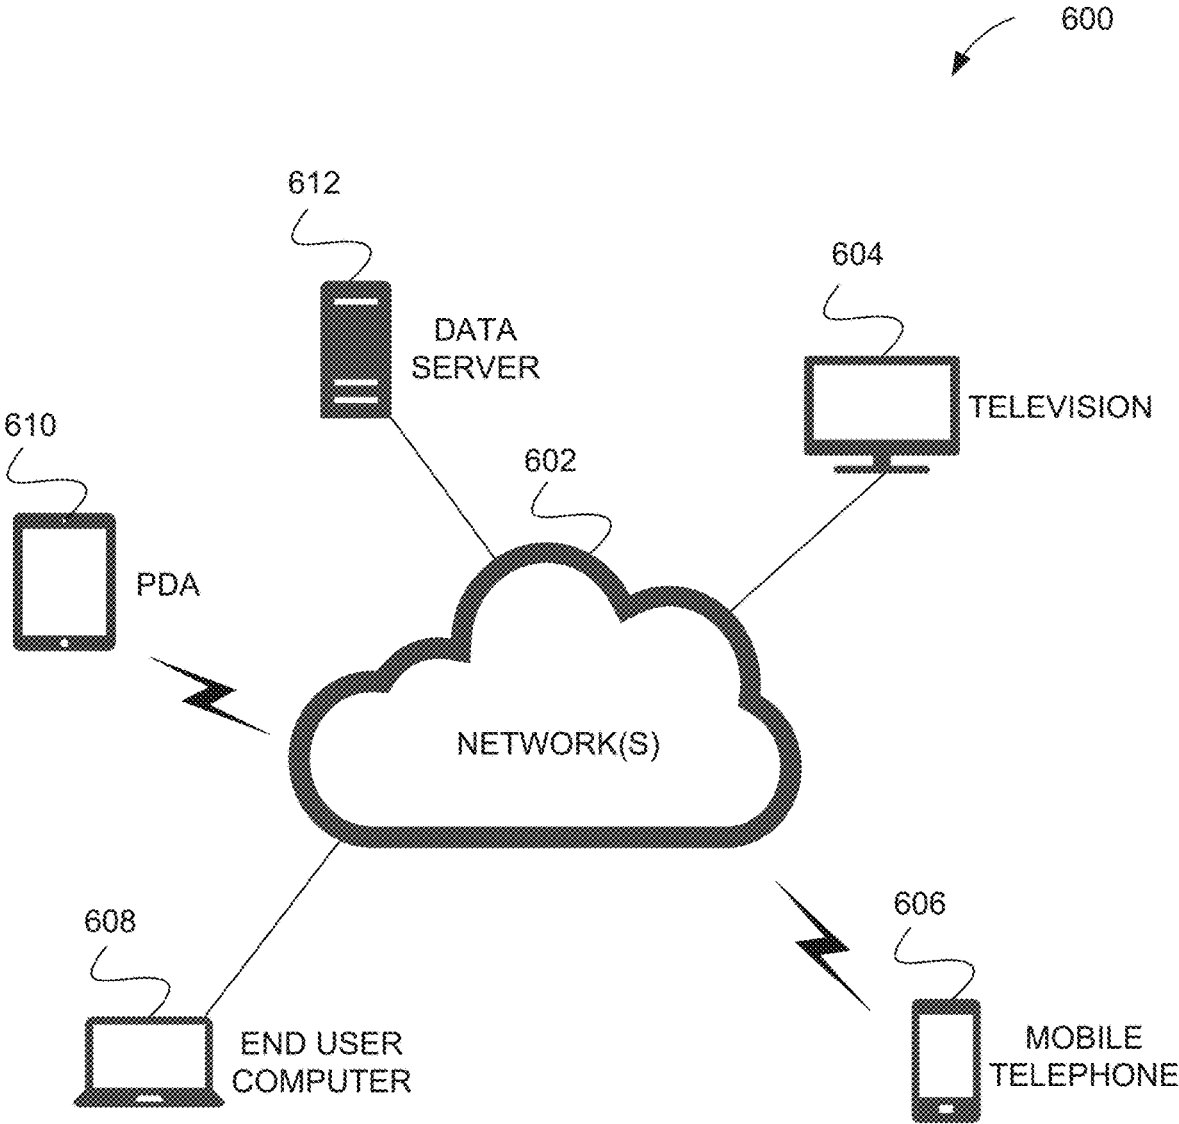 600
612
604
DATA
SERVER
TELEVISION
610
602
PDA
NETWORK(S)
608
606
END USER
COMPUTER
MOBILE
TELEPHONE